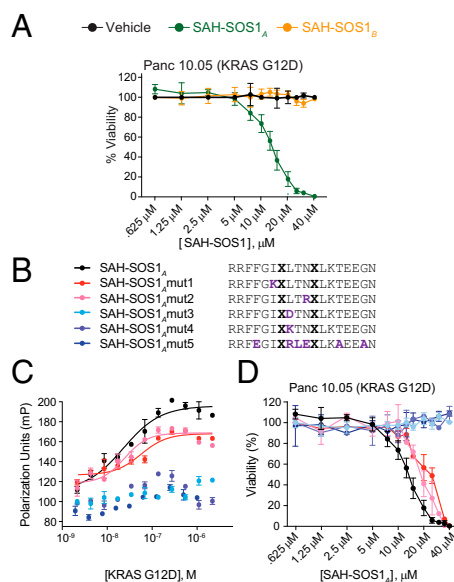 A
Vehicle SAH-SOS1A SAH-SOS1B
Panc 10.05 (KRAS G12D)
% Viability
120
100
80
60
40
20
0
.625 µM 1.25 µM 2.5 µM 5 µM 10 µM 20 µM 40 µM
[SAH-SOS1], µM
B
SAH-SOS1A RRFFGIXLTNXLKTEEGN
SAH-SOS1Amut1 RRFFGKXLTNXLKTEEGN
SAH-SOS1Amut2 RRFFGIXLTRXLKTEEGN
SAH-SOS1Amut3 RRFFGIXDTNXLKTEEGN
SAH-SOS1Amut4 RRFFGIXKTNXLKTEEGN
SAH-SOS1Amut5 RRFEGIXRLEXLKAEEAN
C
Polarization Units (mP)
200
180
160
140
120
100
80
10-9 10-8 10-7 10-6
[KRAS G12D], M
D
Panc 10.05 (KRAS G12D)
Viability (%)
120
100
80
60
40
20
0
.625 µM 1.25 µM 2.5 µM 5 µM 10 µM 20 µM 40 µM
[SAH-SOS1A], µM